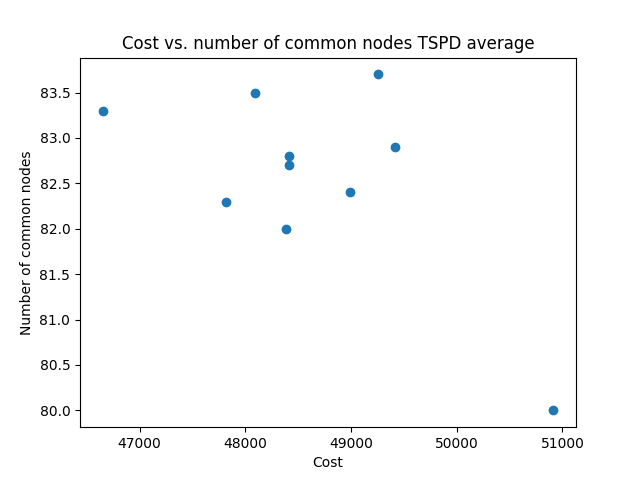 Cost vs. number of common nodes TSPD average
Number of common nodes
83.5
83.0
82.5
82.0
81.5
81.0
80.5
80.0
47000 48000 49000 50000 51000
Cost